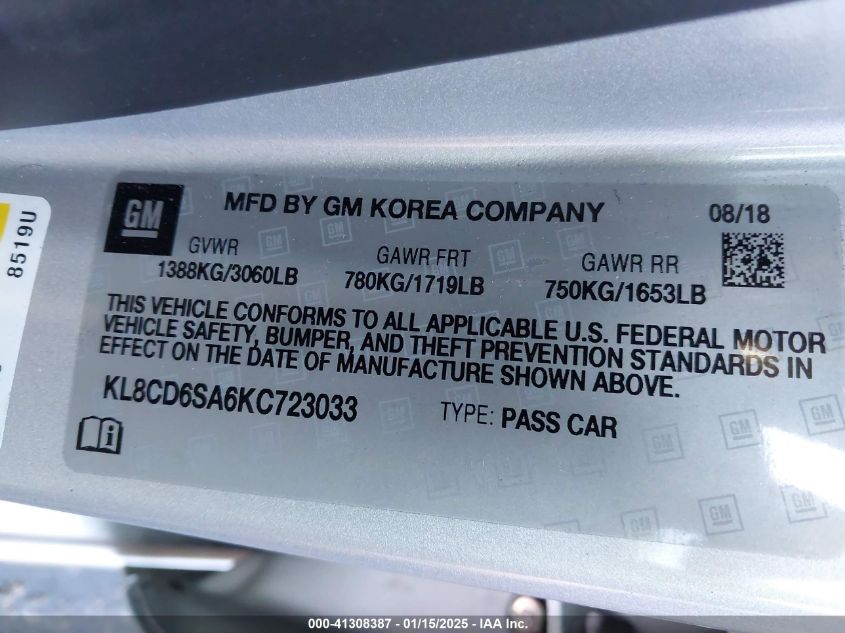 8519U
GM
MFD BY GM KOREA COMPANY
08/18
GVWR
1388KG/3060LB
GAWR FRT
780KG/1719LB
GAWR RR
750KG/1653LB
THIS VEHICLE CONFORMS TO ALL APPLICABLE U.S. FEDERAL MOTOR
VEHICLE SAFETY, BUMPER, AND THEFT PREVENTION STANDARDS IN
EFFECT ON THE DATE OF MANUFACTURE SHOWN ABOVE.
KL8CD6SA6KC723033
TYPE: PASS CAR
000-41308387 - 01/15/2025 - IAA Inc.